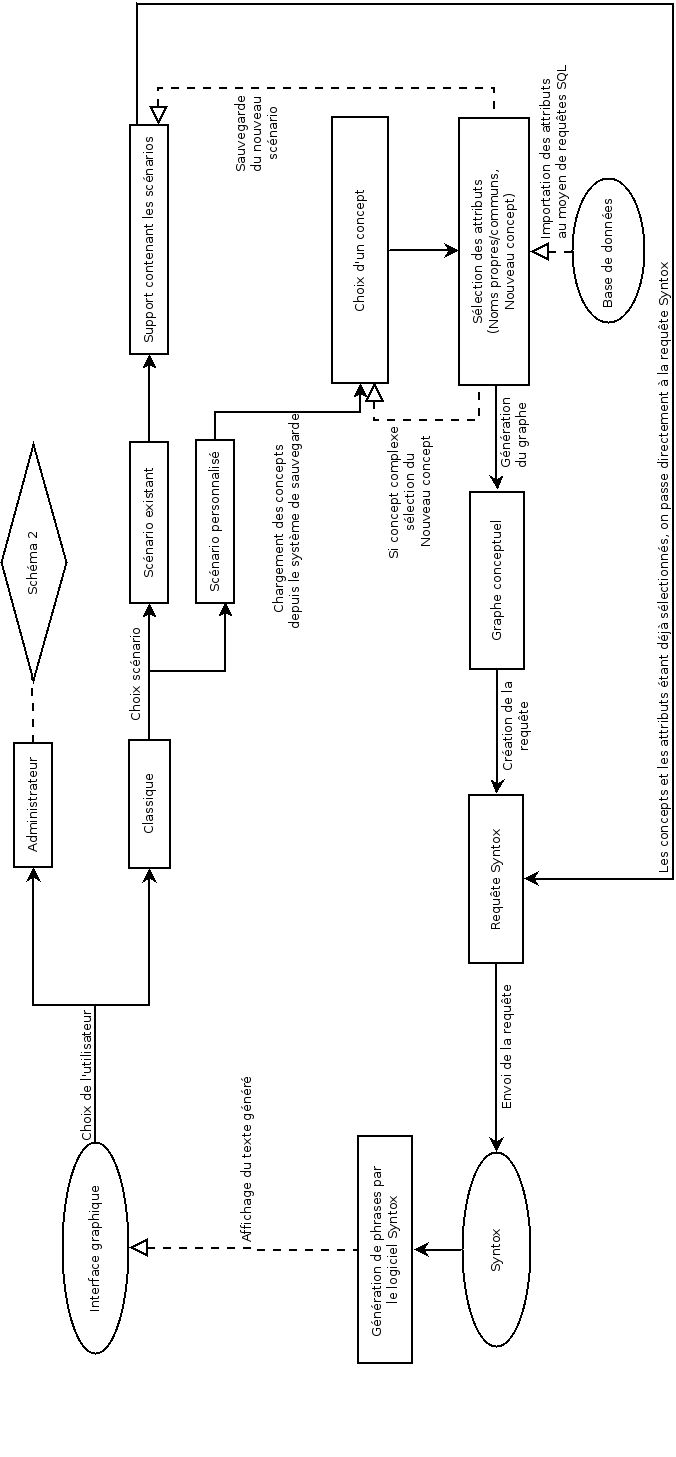 Interface graphique
Choix de l'utilisateur
Administrateur
Schéma 2
Classique
Choix scénario
Scénario existant
Support contenant les scénarios
Scénario personnalisé
Chargement des concepts
depuis le système de sauvegarde
Sauvegarde
du nouveau
scénario
Choix d'un concept
Si concept complexe
sélection du
Nouveau concept
Sélection des attributs
(Noms propres/communs,
Nouveau concept)
Importation des attributs
au moyen de requêtes SQL
Base de données
Génération
du graphe
Graphe conceptuel
Création de la
requête
Requête Syntox
Les concepts et les attributs étant déjà sélectionnés, on passe directement à la requête Syntox
Envoi de la requête
Syntox
Génération de phrases par
le logiciel Syntox
Affichage du texte généré